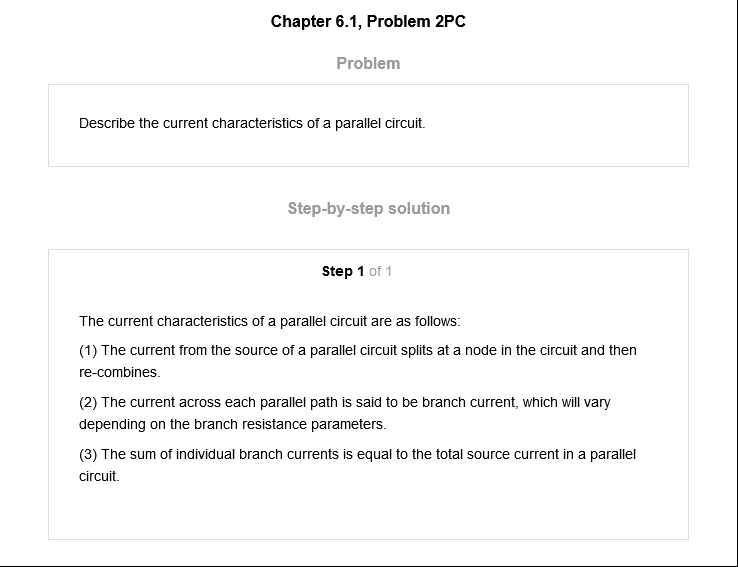 Chapter 6.1, Problem 2PC
Problem
Describe the current characteristics of a parallel circuit.
Step-by-step solution
Step 1 of 1
The current characteristics of a parallel circuit are as follows:
(1) The current from the source of a parallel circuit splits at a node in the circuit and then
re-combines.
(2) The current across each parallel path is said to be branch current, which will vary
depending on the branch resistance parameters.
(3) The sum of individual branch currents is equal to the total source current in a parallel
circuit.